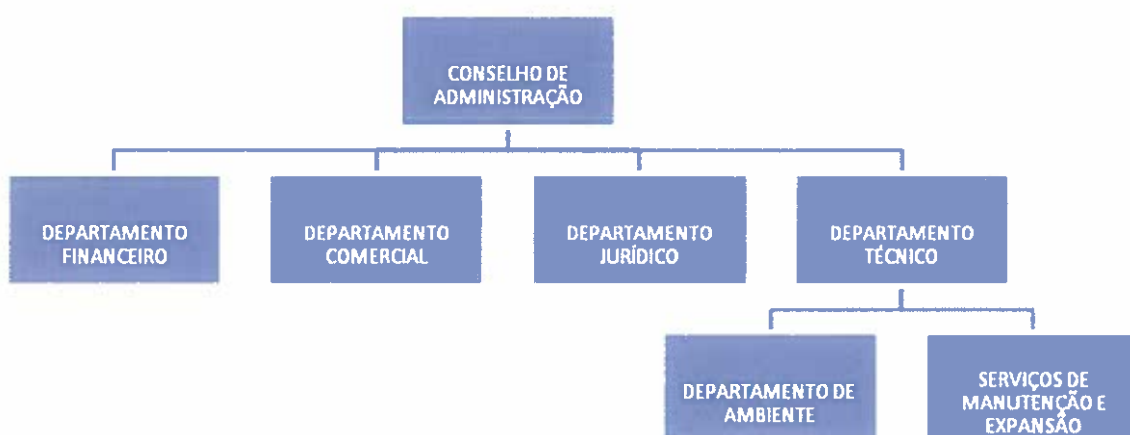 CONSELHO DE
ADMINISTRAÇÃO
DEPARTAMENTO
FINANCEIRO
DEPARTAMENTO
COMERCIAL
DEPARTAMENTO
JURÍDICO
DEPARTAMENTO
TÉCNICO
DEPARTAMENTO DE
AMBIENTE
SERVIÇOS DE
MANUTENÇÃO E
EXPANSÃO